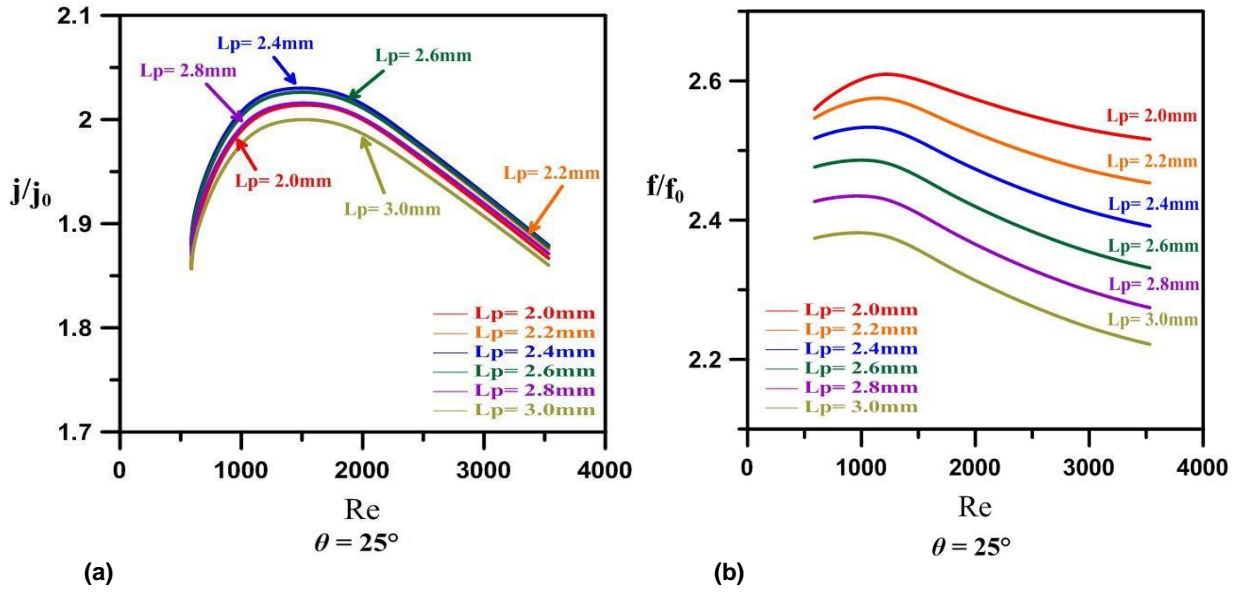 2.1
2
1.9
1.8
1.7
j/j0
Lp= 2.4mm
Lp= 2.8mm
Lp= 2.6mm
Lp= 2.0mm
Lp= 2.2mm
Lp= 3.0mm
Lp= 2.0mm
Lp= 2.2mm
Lp= 2.4mm
Lp= 2.6mm
Lp= 2.8mm
Lp= 3.0mm
0 1000 2000 3000 4000
Re
θ = 25°
(a)
2.6
2.4
2.2
f/f0
Lp= 2.0mm
Lp= 2.2mm
Lp= 2.4mm
Lp= 2.6mm
Lp= 2.8mm
Lp= 3.0mm
Lp= 2.0mm
Lp= 2.2mm
Lp= 2.4mm
Lp= 2.6mm
Lp= 2.8mm
Lp= 3.0mm
0 1000 2000 3000 4000
Re
θ = 25°
(b)